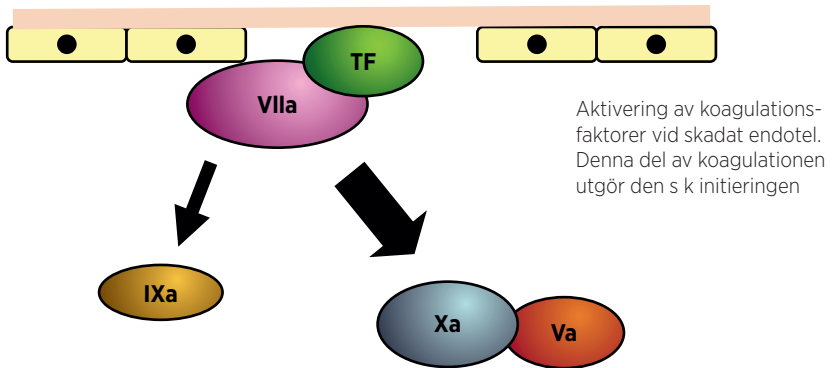 TF
VIIa
Aktivering av koagulations-
faktorer vid skadat endotel.
Denna del av koagulationen
utgör den s k initieringen
IXa
Xa
Va